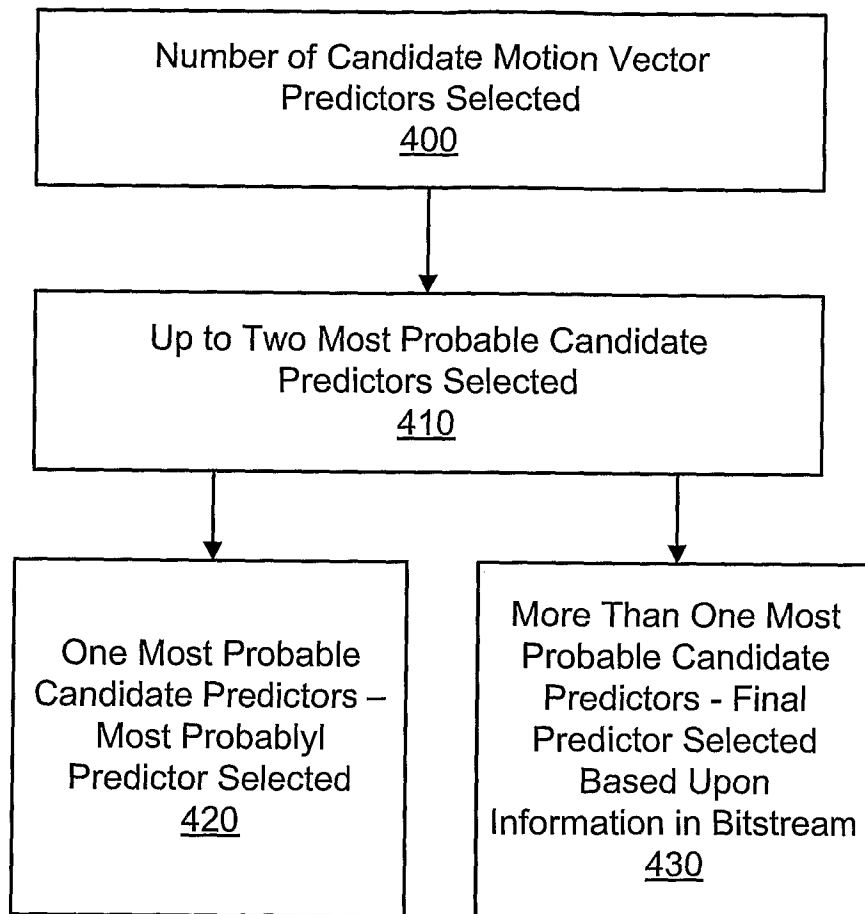 Number of Candidate Motion Vector
Predictors Selected
400
Up to Two Most Probable Candidate
Predictors Selected
410
One Most Probable
Candidate Predictors –
Most Probablyl
Predictor Selected
420
More Than One Most
Probable Candidate
Predictors - Final
Predictor Selected
Based Upon
Information in Bitstream
430